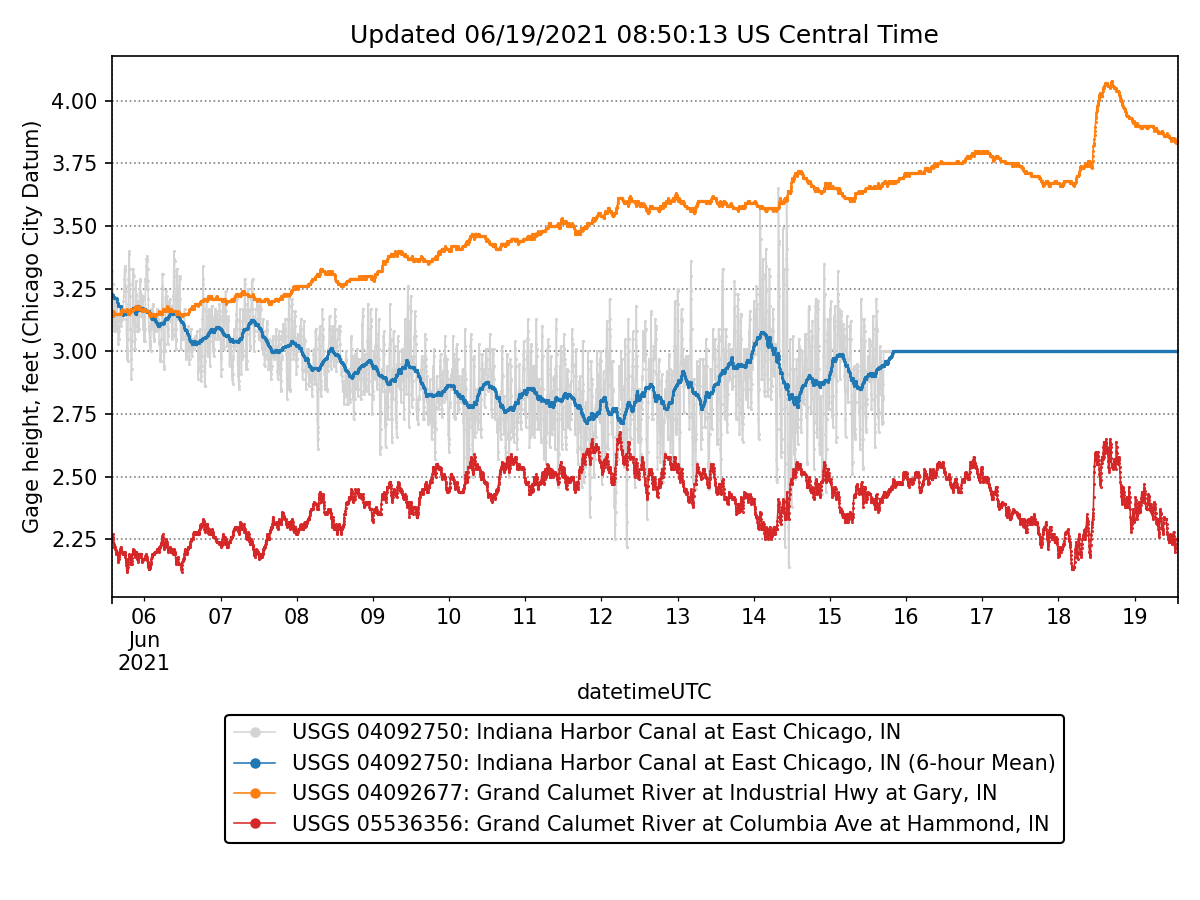 Updated 06/19/2021 08:50:13 US Central Time
Gage height, feet (Chicago City Datum)
4.00
3.75
3.50
3.25
3.00
2.75
2.50
2.25
06 07 08 09 10 11 12 13 14 15 16 17 18 19
Jun
2021
datetimeUTC
USGS 04092750: Indiana Harbor Canal at East Chicago, IN
USGS 04092750: Indiana Harbor Canal at East Chicago, IN (6-hour Mean)
USGS 04092677: Grand Calumet River at Industrial Hwy at Gary, IN
USGS 05536356: Grand Calumet River at Columbia Ave at Hammond, IN